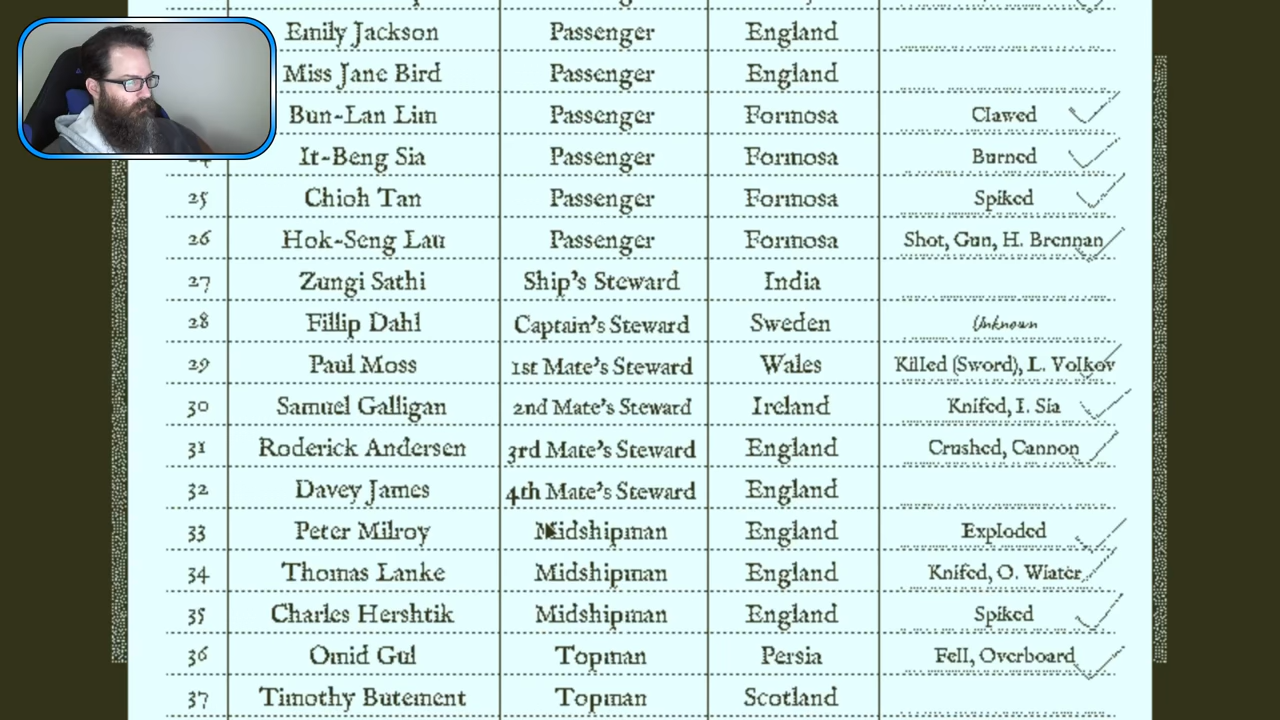 Emily Jackson Passenger England
Miss Jane Bird Passenger England
Bun-Lan Lim Passenger Formosa Clawed
It-Beng Sia Passenger Formosa Burned
25 Chioh Tan Passenger Formosa Spiked
26 Hok-Seng Lau Passenger Formosa Shot, Gun, H. Brennan
27 Zungi Sathi Ship's Steward India
28 Fillip Dahl Captain's Steward Sweden Unknown
29 Paul Moss 1st Mate's Steward Wales Killed (Sword), L. Volkov
30 Samuel Galligan 2nd Mate's Steward Ireland Knifed, I. Sia
31 Roderick Andersen 3rd Mate's Steward England Crushed, Cannon
32 Davey James 4th Mate's Steward England
33 Peter Milroy Midshipman England Exploded
34 Thomas Lanke Midshipman England Knifed, O. Wiater
35 Charles Hershtik Midshipman England Spiked
36 Omid Gul Topman Persia Fell, Overboard
37 Timothy Butement Topman Scotland